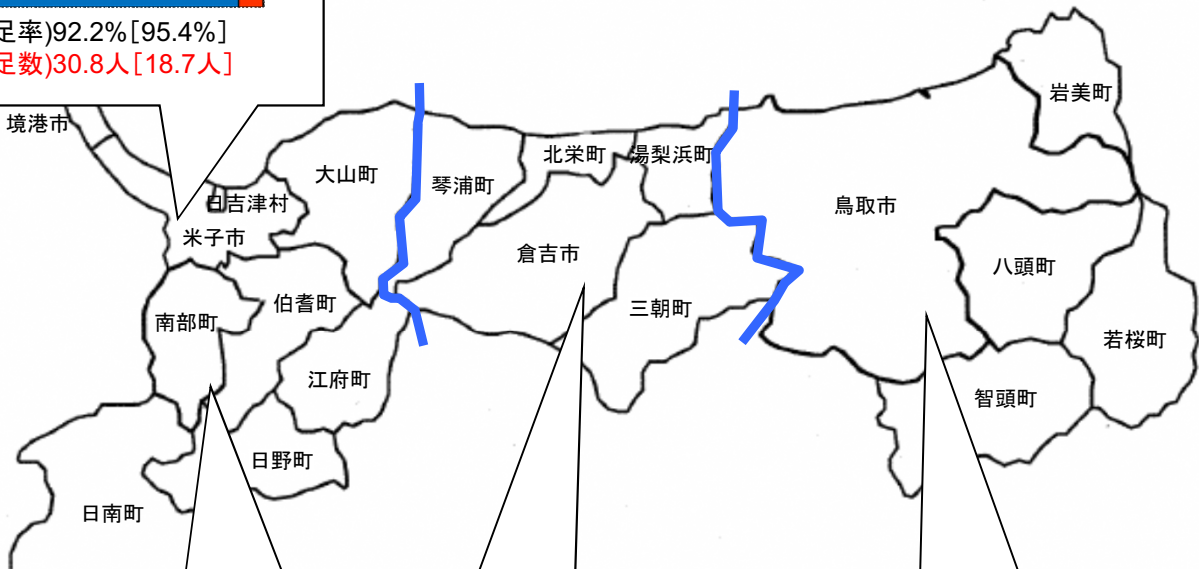 足率)92.2%[95.4%]
足数)30.8人[18.7人]
境港市
岩美町
大山町
琴浦町
北栄町
湯梨浜町
日吉津村
鳥取市
米子市
倉吉市
八頭町
伯耆町
南部町
三朝町
若桜町
江府町
智頭町
日野町
日南町